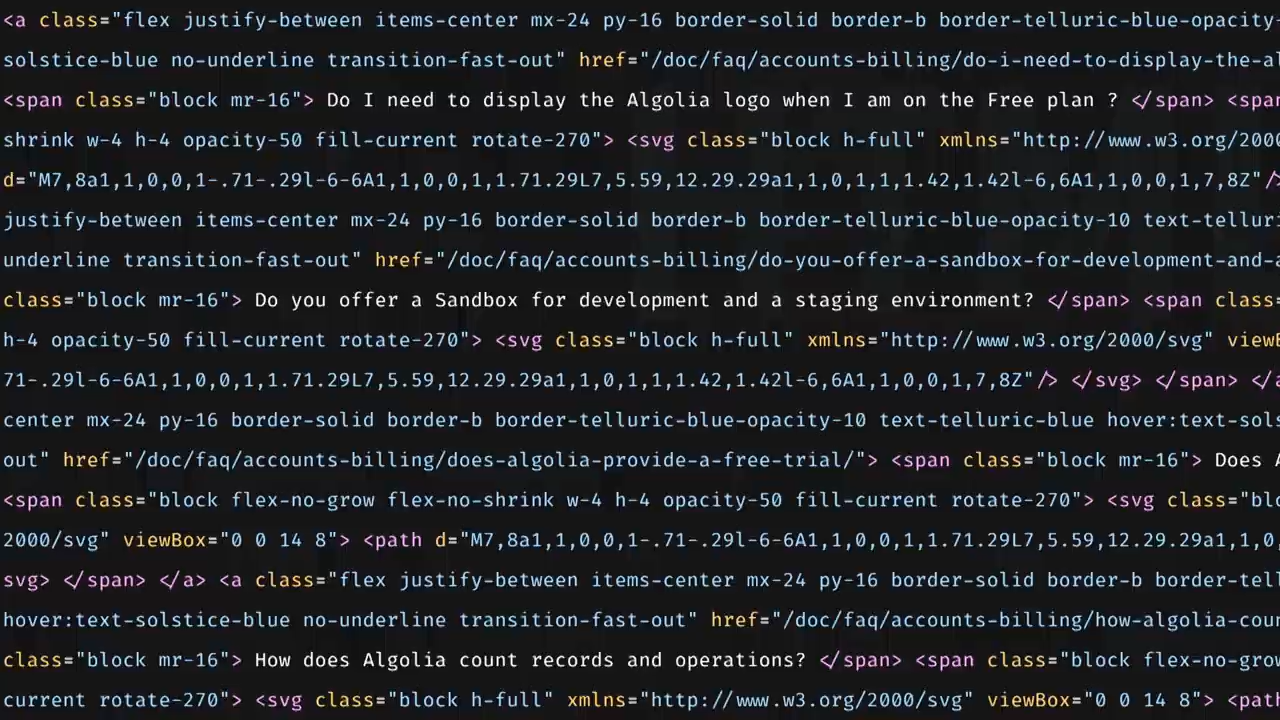 <a class="flex justify-between items-center mx-24 py-16 border-solid border-b border-telluric-blue-opacity-
solstice-blue no-underline transition-fast-out" href="/doc/faq/accounts-billing/do-i-need-to-display-the-al
<span class="block mr-16"> Do I need to display the Algolia logo when I am on the Free plan ? </span> <span
shrink w-4 h-4 opacity-50 fill-current rotate-270"> <svg class="block h-full" xmlns="http://www.w3.org/2000
d="M7,8a1,1,0,0,1-.71-.29l-6-6A1,1,0,0,1,1.71.29L7,5.59,12.29.29a1,1,0,1,1,1.42,1.42l-6,6A1,1,0,0,1,7,8Z"/>
justify-between items-center mx-24 py-16 border-solid border-b border-telluric-blue-opacity-10 text-telluri
underline transition-fast-out" href="/doc/faq/accounts-billing/do-you-offer-a-sandbox-for-development-and-a
class="block mr-16"> Do you offer a Sandbox for development and a staging environment? </span> <span class=
h-4 opacity-50 fill-current rotate-270"> <svg class="block h-full" xmlns="http://www.w3.org/2000/svg" viewB
71-.29l-6-6A1,1,0,0,1,1.71.29L7,5.59,12.29.29a1,1,0,1,1,1.42,1.42l-6,6A1,1,0,0,1,7,8Z"/> </svg> </span> </a
center mx-24 py-16 border-solid border-b border-telluric-blue-opacity-10 text-telluric-blue hover:text-sols
out" href="/doc/faq/accounts-billing/does-algolia-provide-a-free-trial/"> <span class="block mr-16"> Does A
<span class="block flex-no-grow flex-no-shrink w-4 h-4 opacity-50 fill-current rotate-270"> <svg class="blo
2000/svg" viewBox="0 0 14 8"> <path d="M7,8a1,1,0,0,1-.71-.29l-6-6A1,1,0,0,1,1.71.29L7,5.59,12.29.29a1,1,0,
svg> </span> </a> <a class="flex justify-between items-center mx-24 py-16 border-solid border-b border-tell
hover:text-solstice-blue no-underline transition-fast-out" href="/doc/faq/accounts-billing/how-algolia-coun
class="block mr-16"> How does Algolia count records and operations? </span> <span class="block flex-no-grow
current rotate-270"> <svg class="block h-full" xmlns="http://www.w3.org/2000/svg" viewBox="0 0 14 8"> <path